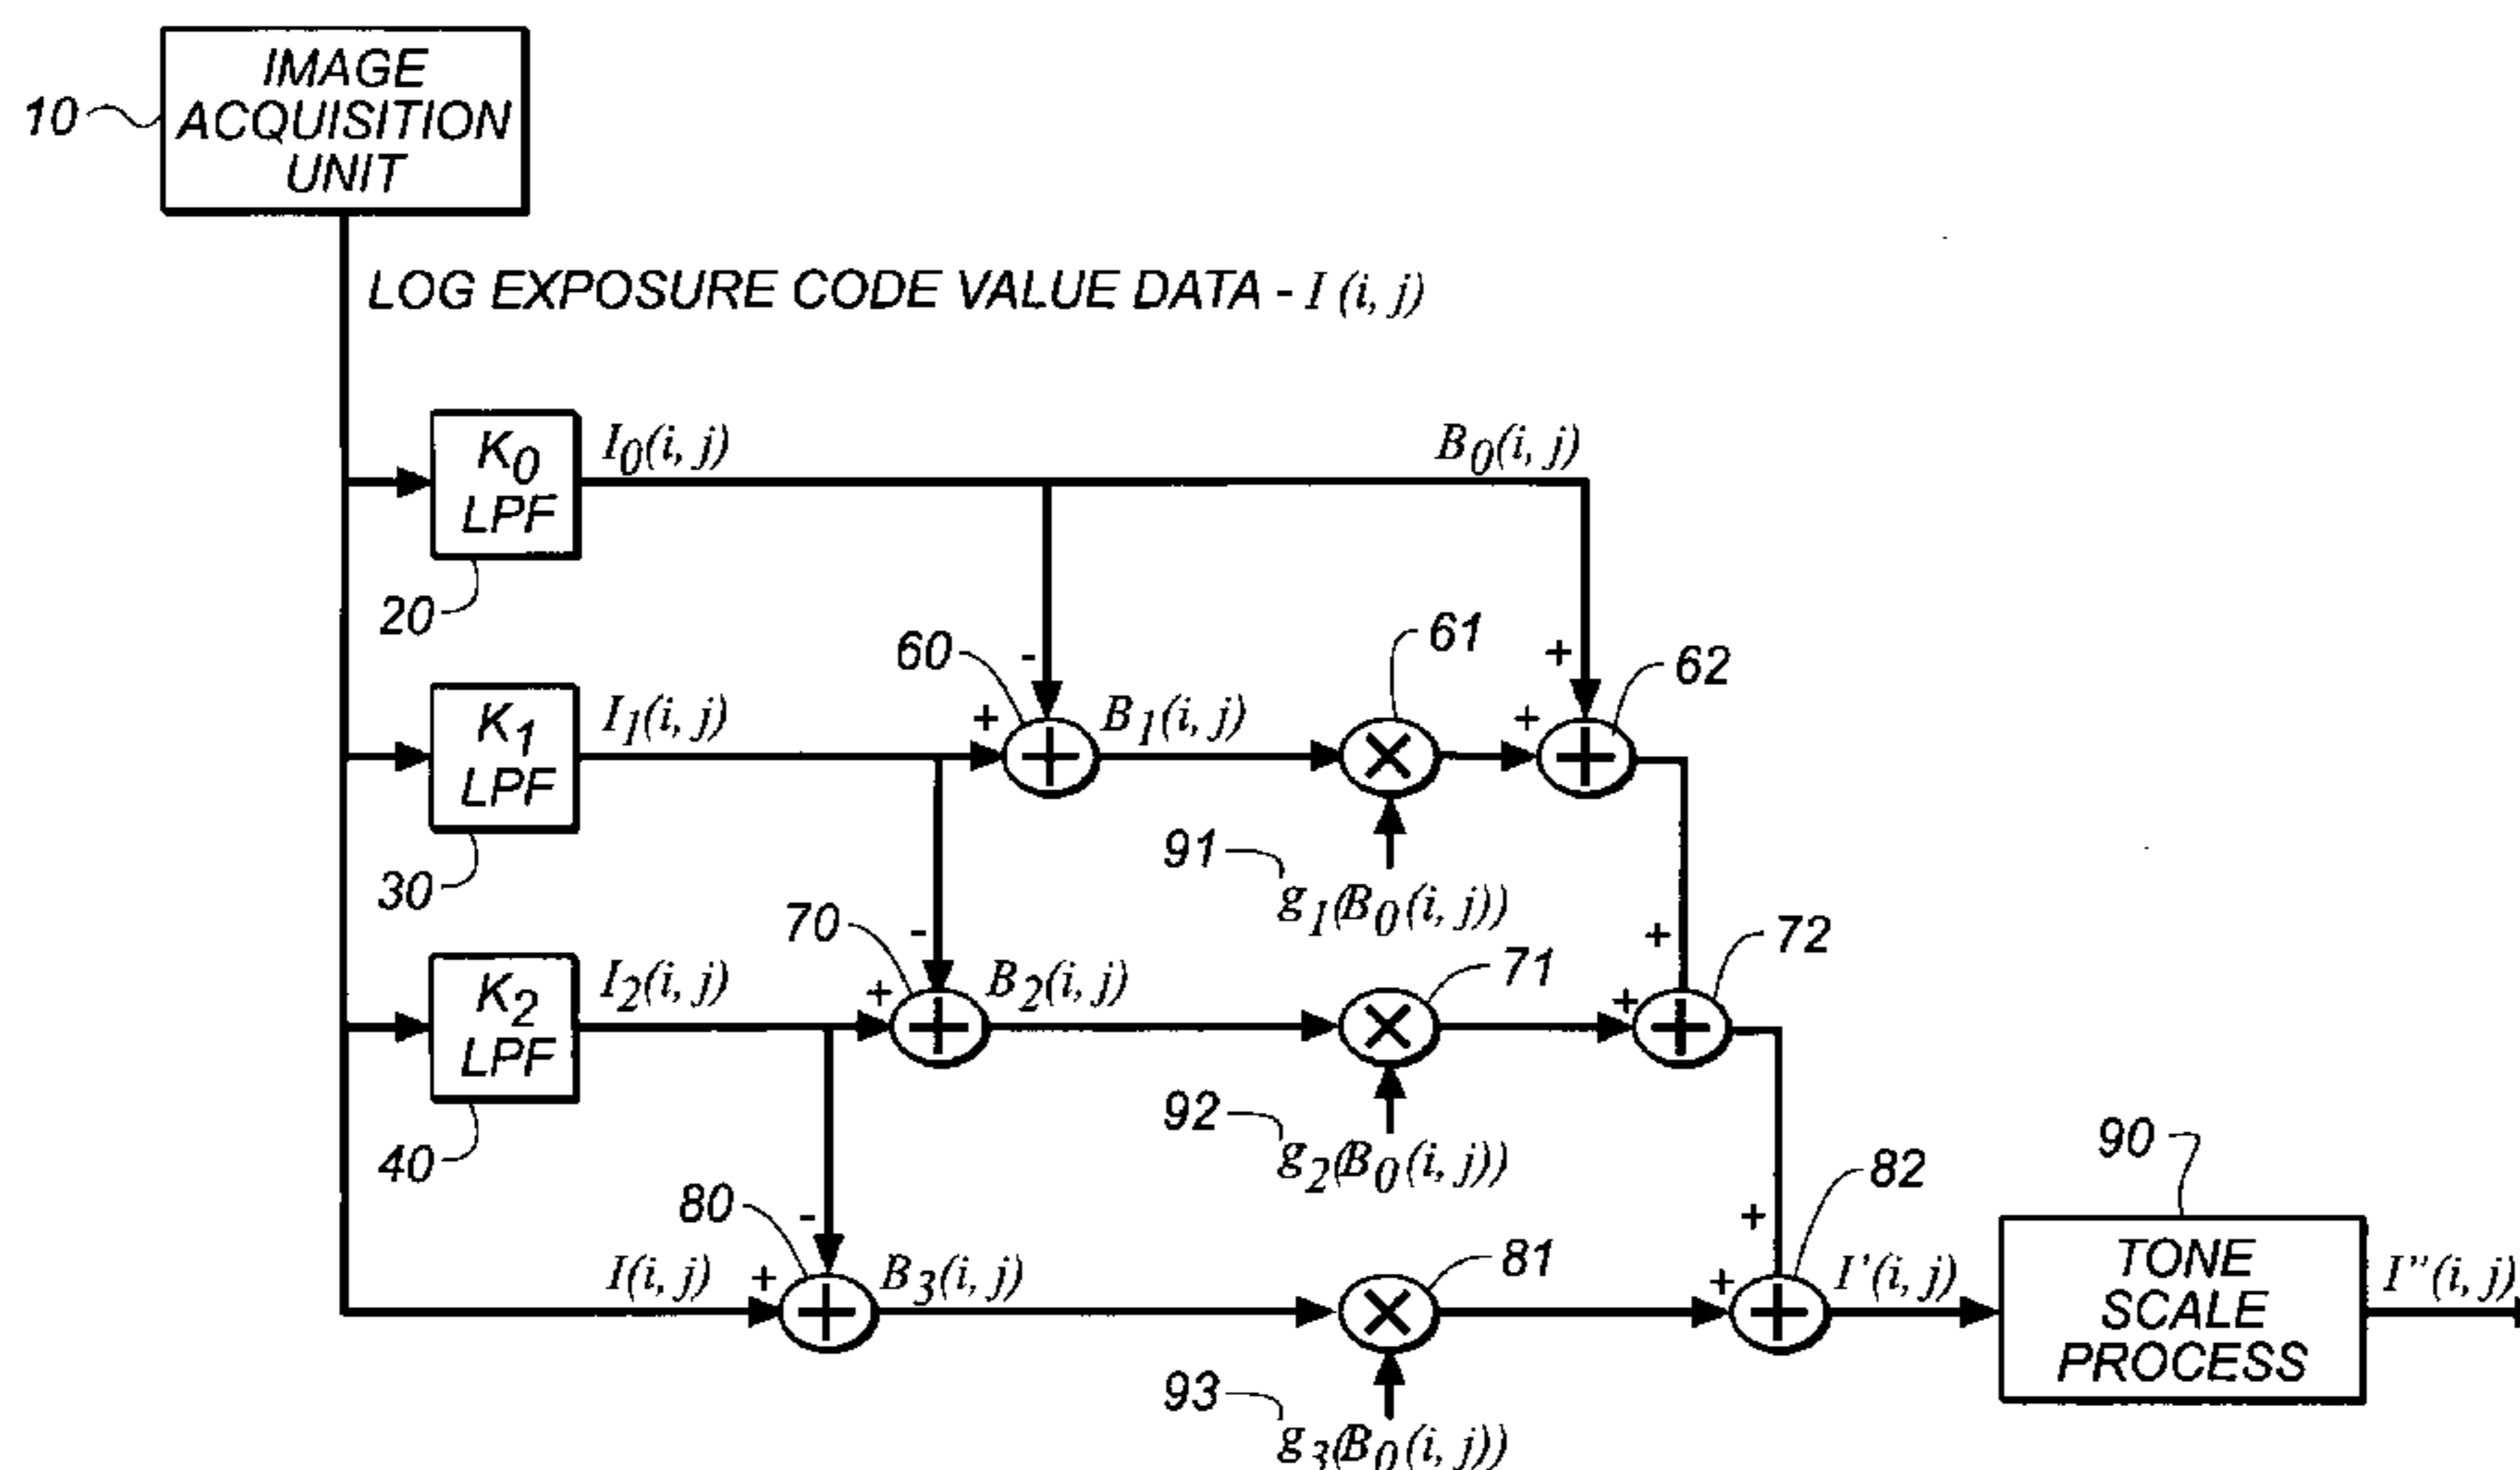 IMAGE
ACQUISITION
UNIT
10
LOG EXPOSURE CODE VALUE DATA - I (i, j)
K0
LPF
I0(i, j)
B0(i, j)
20
60
61
62
-
+
K1
LPF
I1(i, j)
+
B1(i, j)
+
30
91
g1(B0(i, j))
70
71
72
-
+
K2
LPF
I2(i, j)
+
B2(i, j)
+
40
92
g2(B0(i, j))
80
81
82
90
-
+
I(i, j)
+
B3(i, j)
+
I'(i, j)
TONE
SCALE
PROCESS
I''(i, j)
93
g3(B0(i, j))